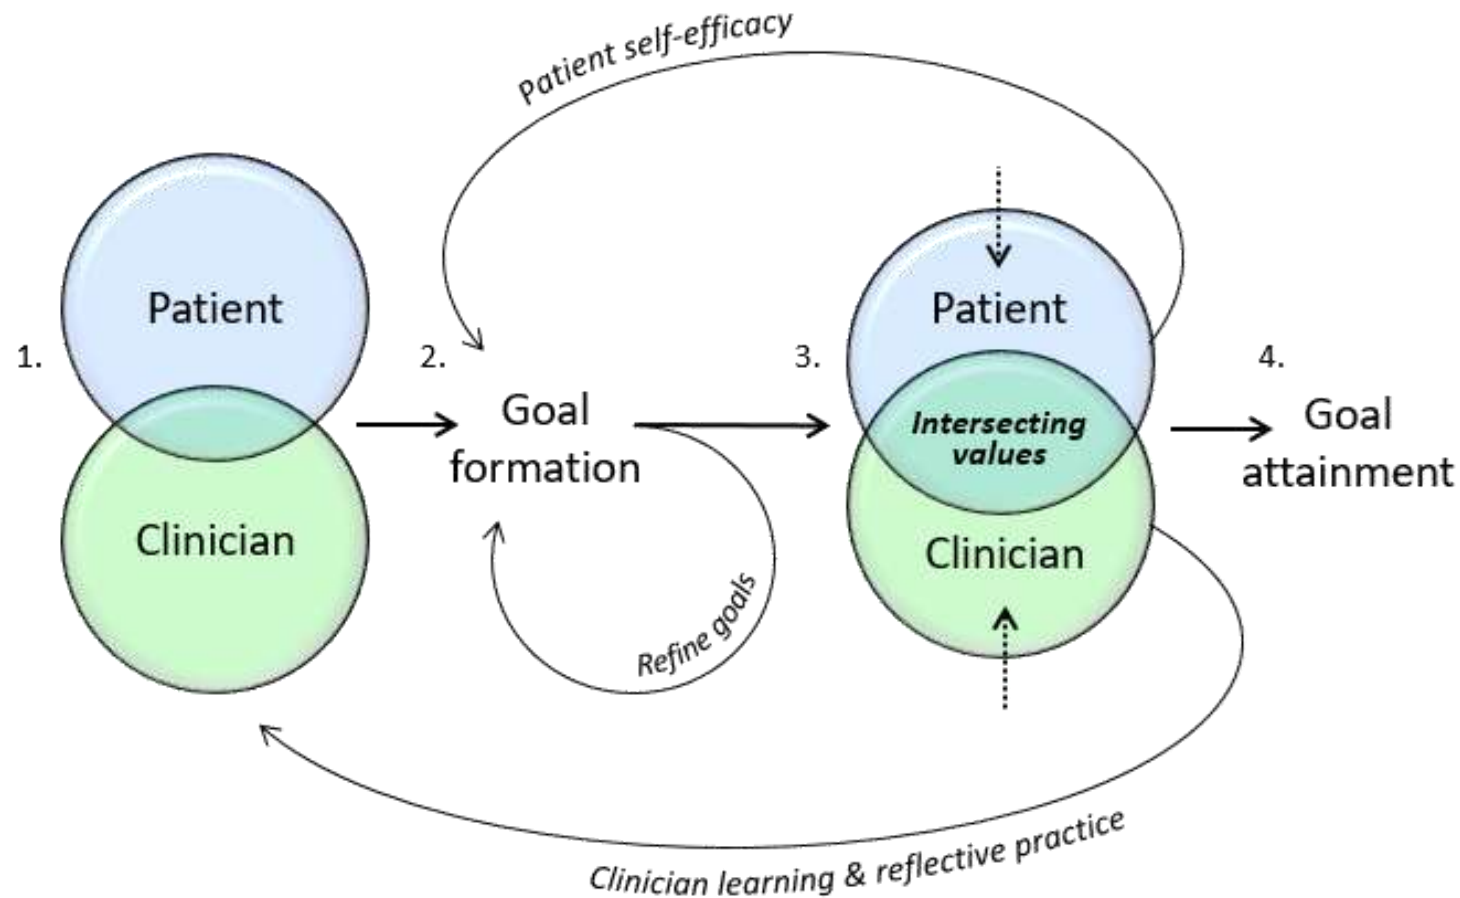 Patient self-efficacy
1.
Patient
Clinician
2.
Goal
formation
Refine goals
3.
Patient
Intersecting
values
Clinician
4.
Goal
attainment
Clinician learning & reflective practice